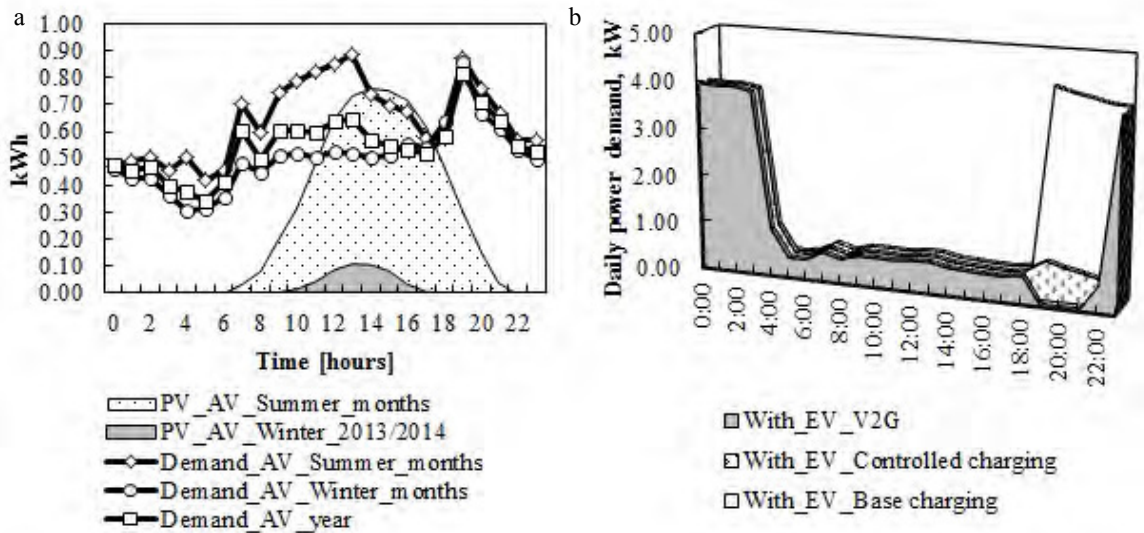 a
1.00
0.90
0.80
0.70
0.60
0.50
0.40
0.30
0.20
0.10
0.00
kWh
0 2 4 6 8 10 12 14 16 18 20 22
Time [hours]
PV_AV_Summer_months
PV_AV_Winter_2013/2014
Demand_AV_Summer_months
Demand_AV_Winter_months
Demand_AV_year
b
Daily power demand, kW
5.00
4.00
3.00
2.00
1.00
0.00
0:00
2:00
4:00
6:00
8:00
10:00
12:00
14:00
16:00
18:00
20:00
22:00
With_EV_V2G
With_EV_Controlled charging
With_EV_Base charging